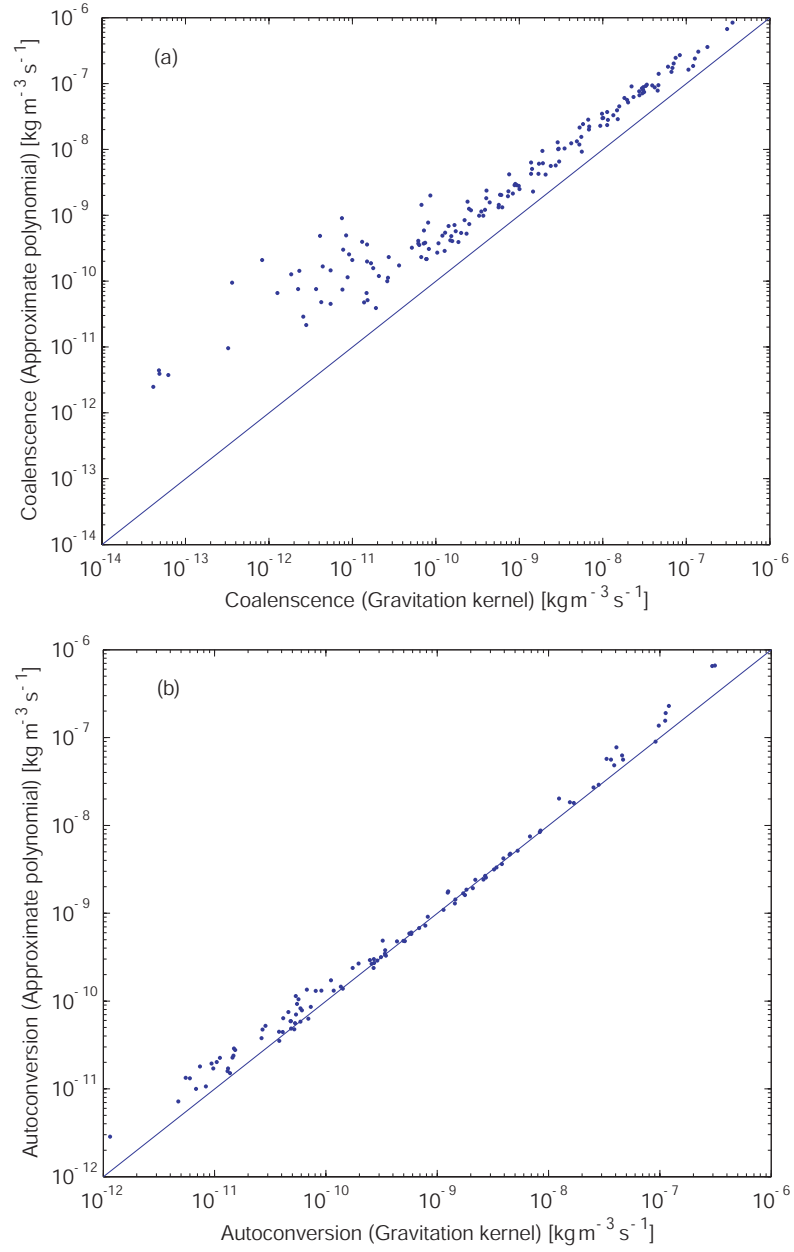 (a)
Coalenscence (Approximate polynomial) [kg m⁻³ s⁻¹]
10⁻⁶
10⁻⁷
10⁻⁸
10⁻⁹
10⁻¹⁰
10⁻¹¹
10⁻¹²
10⁻¹³
10⁻¹⁴
10⁻¹⁴ 10⁻¹³ 10⁻¹² 10⁻¹¹ 10⁻¹⁰ 10⁻⁹ 10⁻⁸ 10⁻⁷ 10⁻⁶
Coalenscence (Gravitation kernel) [kg m⁻³ s⁻¹]
(b)
Autoconversion (Approximate polynomial) [kg m⁻³ s⁻¹]
10⁻⁶
10⁻⁷
10⁻⁸
10⁻⁹
10⁻¹⁰
10⁻¹¹
10⁻¹²
10⁻¹² 10⁻¹¹ 10⁻¹⁰ 10⁻⁹ 10⁻⁸ 10⁻⁷ 10⁻⁶
Autoconversion (Gravitation kernel) [kg m⁻³ s⁻¹]